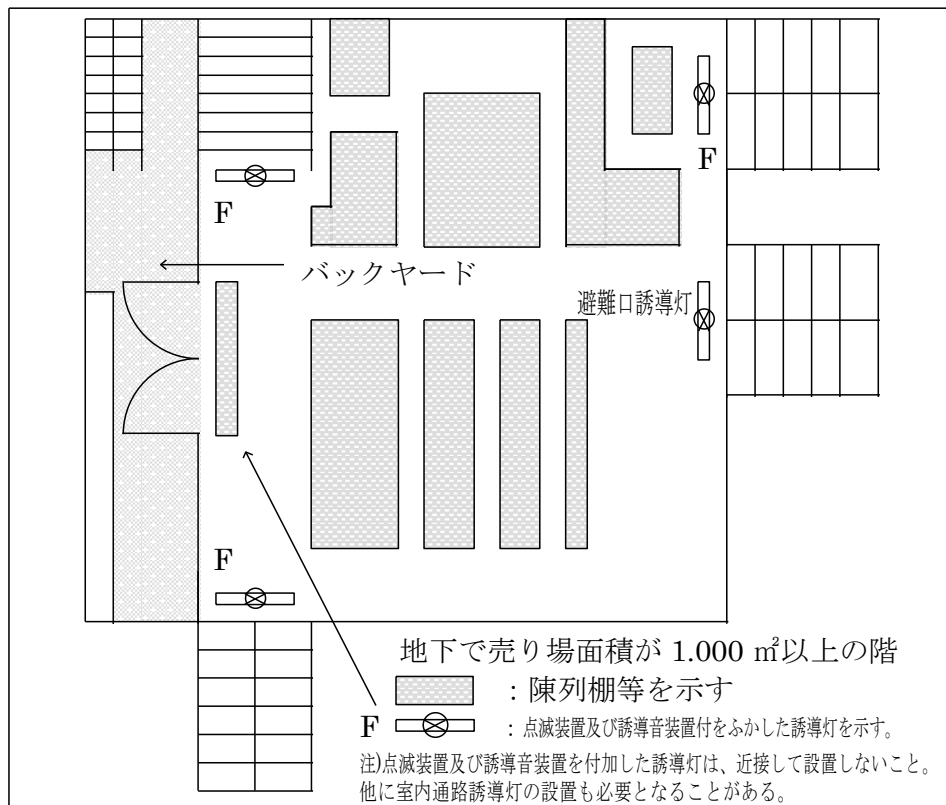 F
F
バックヤード
避難口誘導灯
F
地下で売り場面積が 1.000 ㎡以上の階
：陳列棚等を示す
F ：点滅装置及び誘導音装置付をふかした誘導灯を示す。
注)点滅装置及び誘導音装置を付加した誘導灯は、近接して設置しないこと。
他に室内通路誘導灯の設置も必要となることがある。